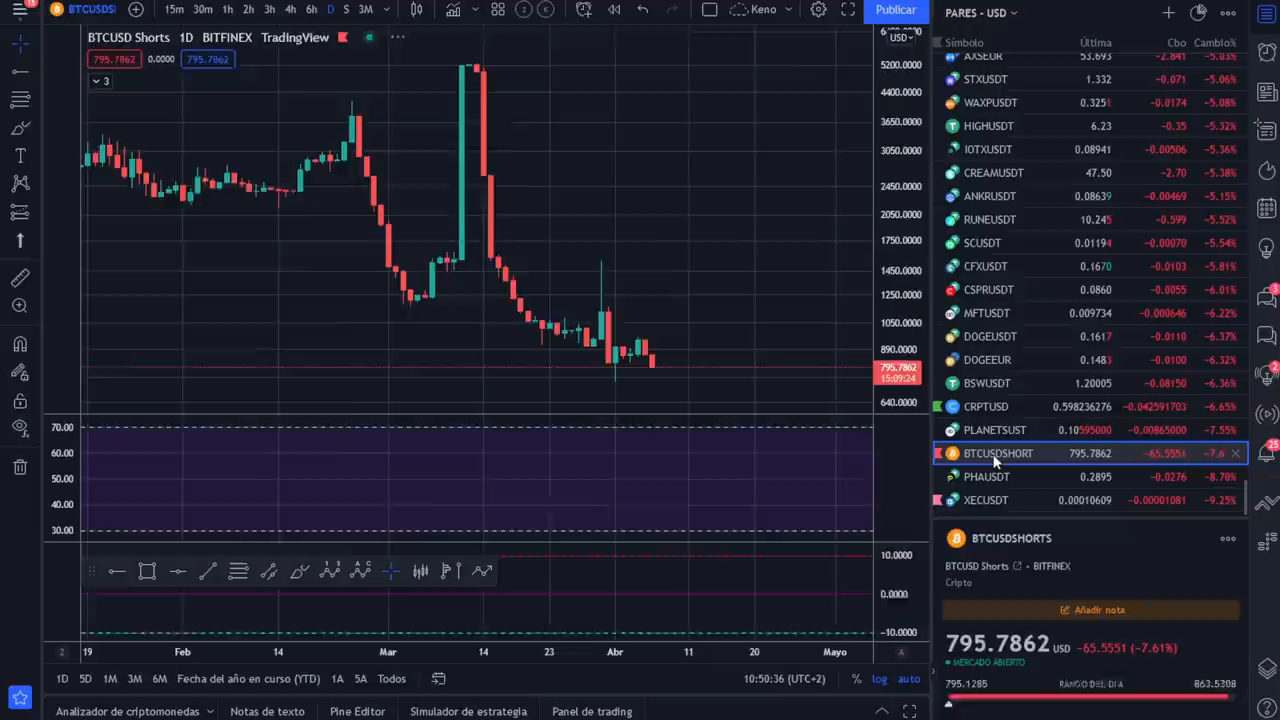 15
BTCUSDSI
15m 30m 1h 2h 3h 4h 6h D S 3M
Keno
Publicar
PARES - USD
BTCUSD Shorts 1D BITFINEX TradingView
USD
795.7862 0.0000 795.7862
3
5200.0000
4400.0000
3650.0000
3050.0000
2450.0000
2050.0000
1750.0000
1450.0000
1250.0000
1050.0000
890.0000
795.7862
15:09:24
640.0000
70.00
60.00
50.00
40.00
30.00
10.0000
0.0000
-10.0000
19 Feb 14 Mar 14 23 Abr 11 20 Mayo
Z
A
1D 5D 1M 3M 6M Fecha del año en curso (YTD) 1A 5A Todos
10:50:36 (UTC+2) % log auto
Analizador de criptomonedas Notas de texto Pine Editor Simulador de estrategia Panel de trading
Símbolo Última Cbo Cambio%
AXSEUR 53.693 -2.841 -5.03%
STXUSDT 1.332 -0.071 -5.06%
WAXPUSDT 0.3251 -0.0174 -5.08%
HIGHUSDT 6.23 -0.35 -5.32%
IOTXUSDT 0.08941 -0.00506 -5.36%
CREAMUSDT 47.50 -2.70 -5.38%
ANKRUSDT 0.08639 -0.00469 -5.15%
RUNEUSDT 10.245 -0.599 -5.52%
SCUSDT 0.01194 -0.00070 -5.54%
CFXUSDT 0.1670 -0.0103 -5.81%
CSPRUSDT 0.0860 -0.0055 -6.01%
MFTUSDT 0.009734 -0.000646 -6.22%
DOGEUSDT 0.1617 -0.0110 -6.37%
DOGEEUR 0.1483 -0.0100 -6.32%
BSWUSDT 1.20005 -0.08150 -6.36%
CRPTUSD 0.598236276 -0.042591703 -6.65%
PLANETSUST 0.10595000 -0.00865000 -7.55%
BTCUSDSHORT 795.7862 -65.5551 -7.6
PHAUSDT 0.2895 -0.0276 -8.70%
XECUSDT 0.00010609 -0.00001081 -9.25%
BTCUSDSHORTS
BTCUSD Shorts - BITFINEX
Cripto
Añadir nota
795.7862 USD -65.5551 (-7.61%)
MERCADO ABIERTO
795.1285 RANGO DEL DÍA 863.5308
3
2
25